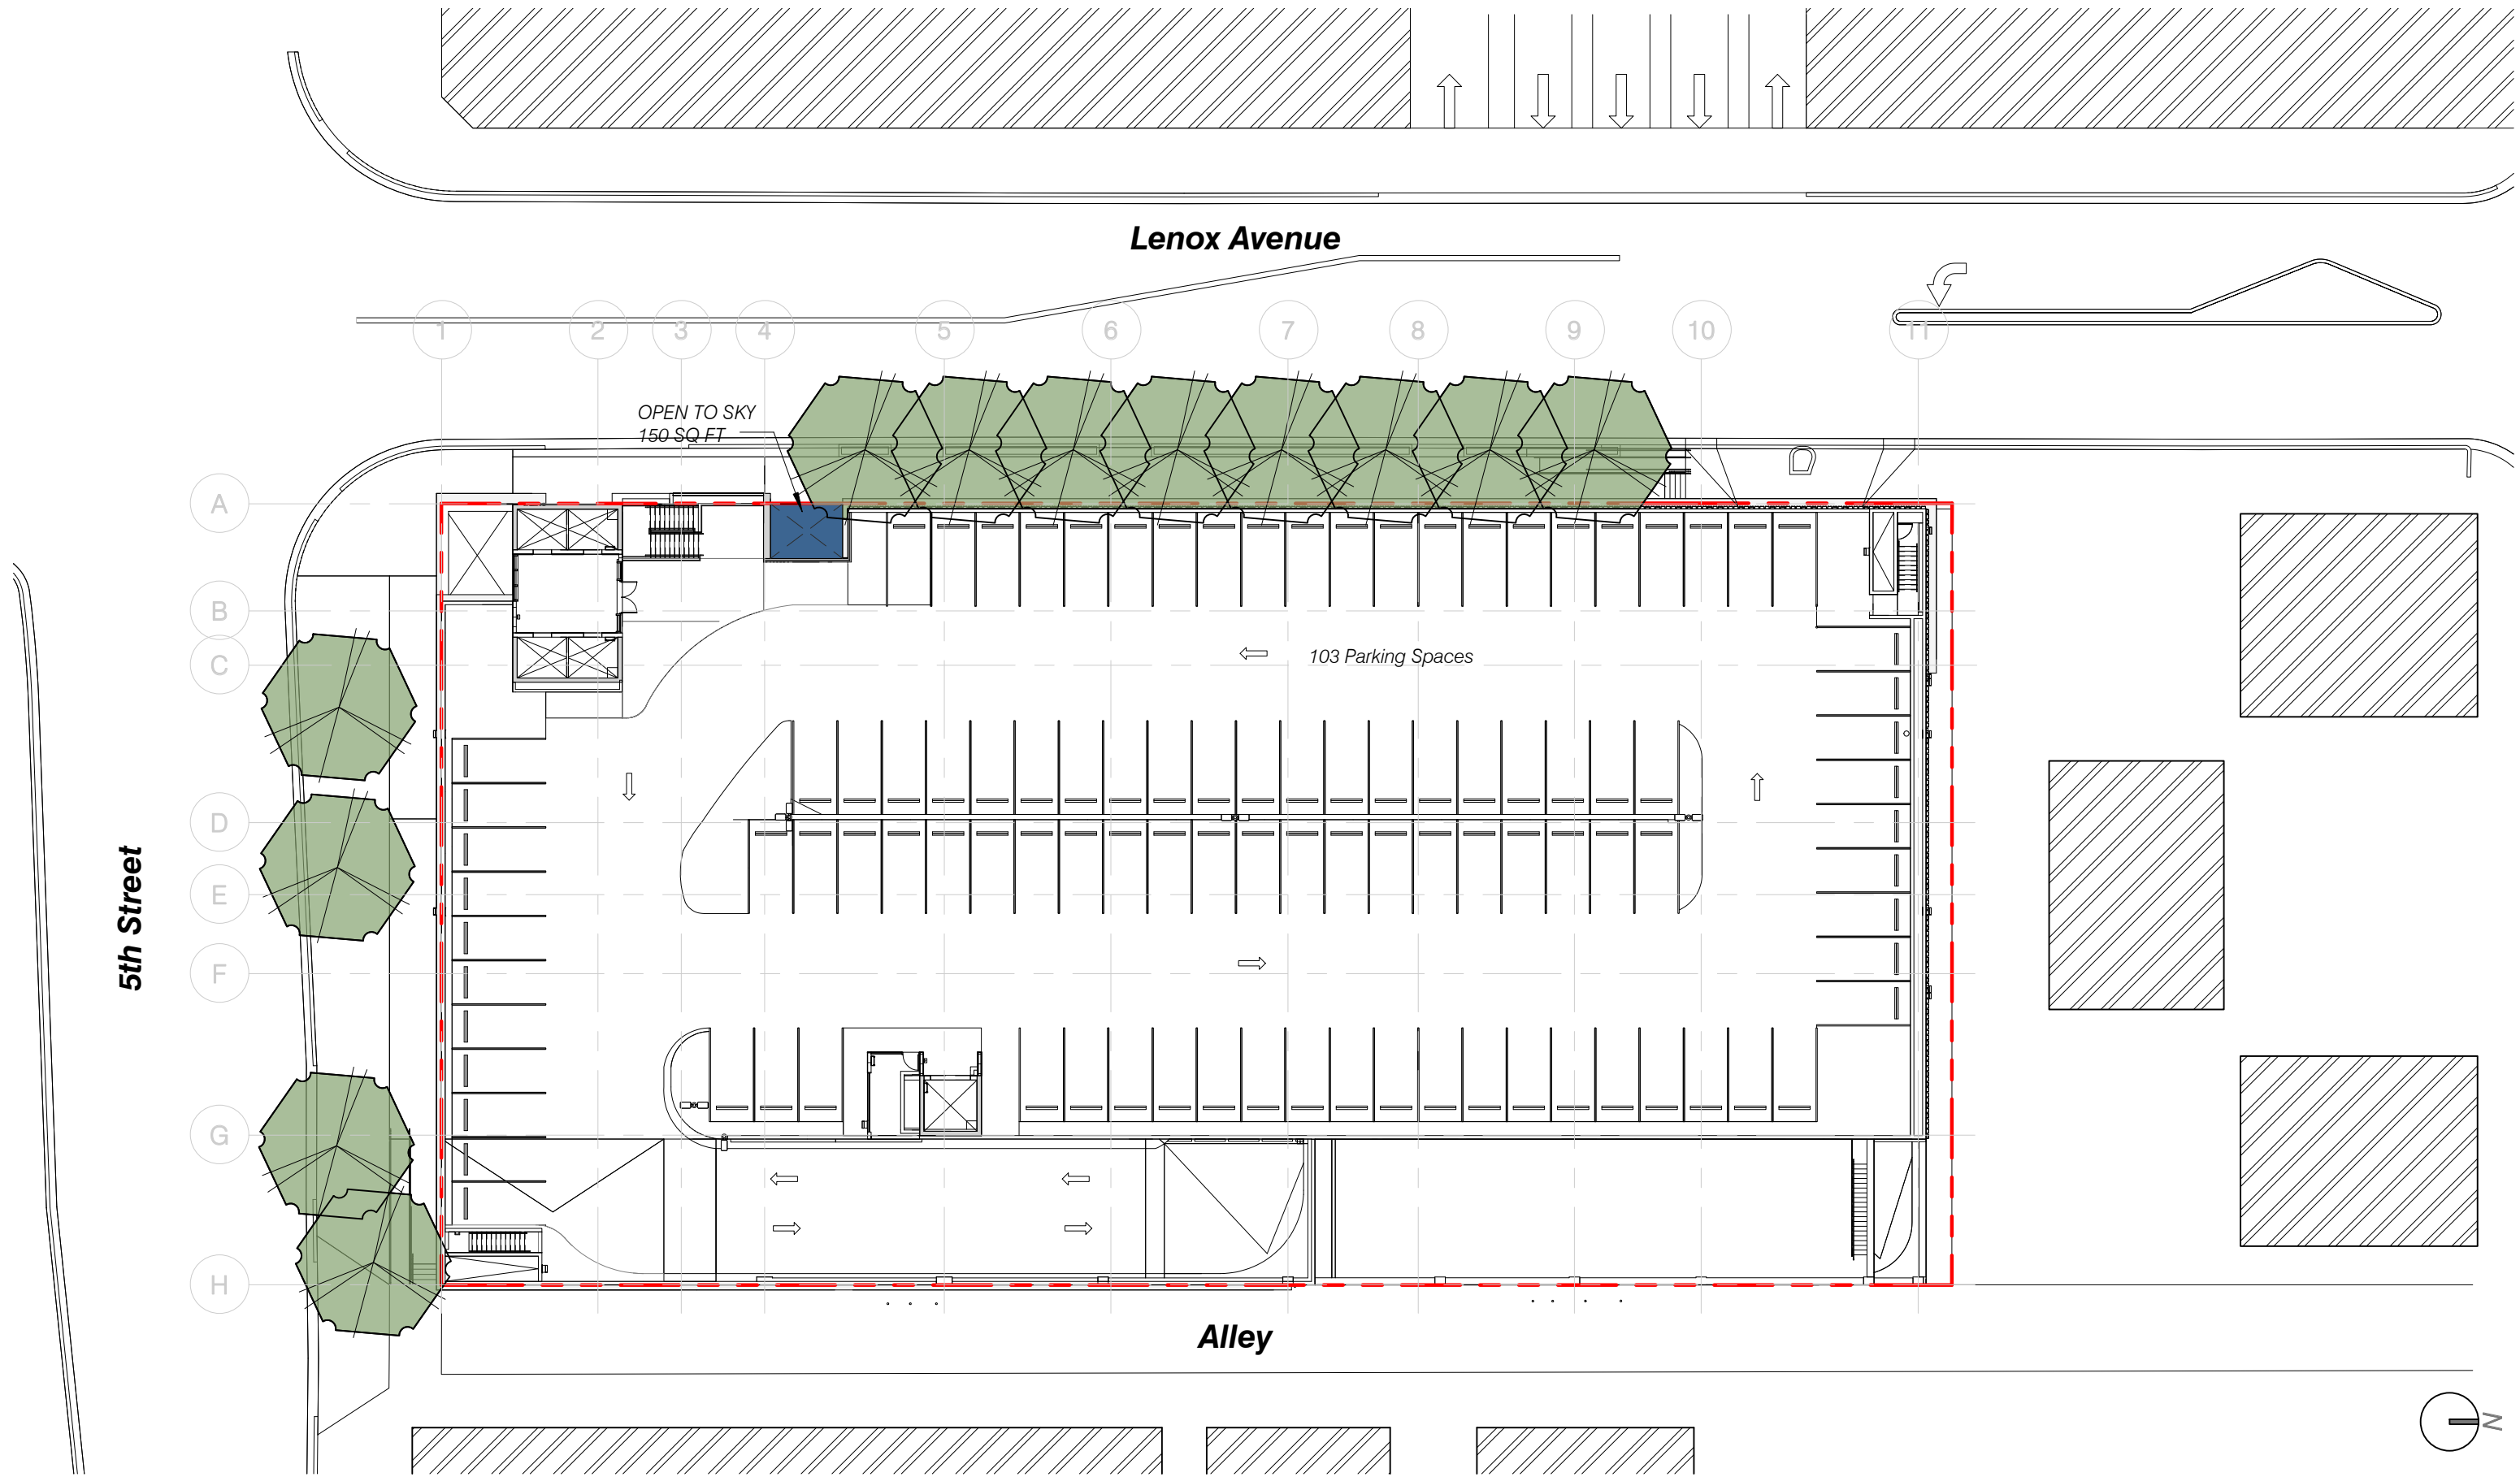 Lenox Avenue
1
2
3
4
5
6
7
8
9
10
11
OPEN TO SKY
150 SQ FT
A
B
C
103 Parking Spaces
D
E
5th Street
F
G
H
Alley
N